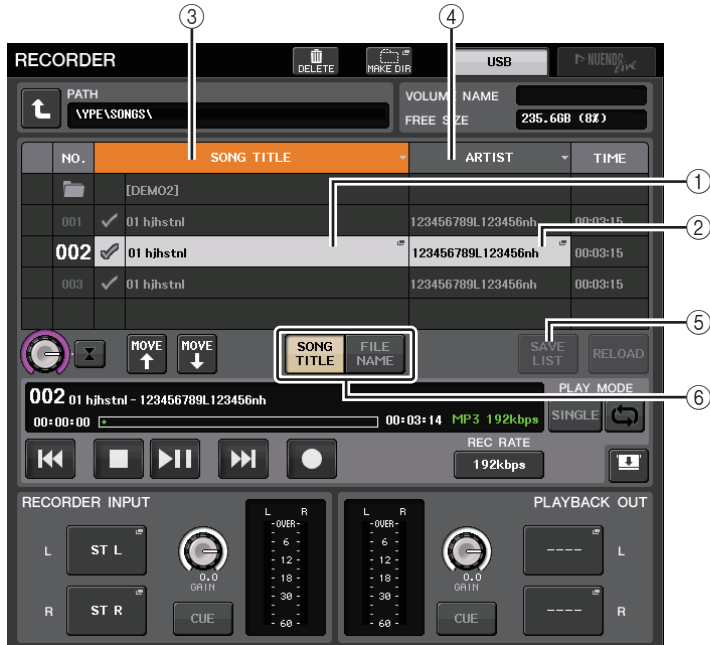 ③ ④
RECORDER DELETE MAKE DIR USB NUENDO Live
PATH
\YPE\SONGS\
VOLUME NAME
FREE SIZE 235.6GB (8%)
NO. SONG TITLE ARTIST TIME
[DEMO2]
①
001 01 hjhstnl 123456789L123456nh 00:03:15
②
002 01 hjhstnl 123456789L123456nh 00:03:15
003 01 hjhstnl 123456789L123456nh 00:03:15
⑤
MOVE MOVE SONG TITLE FILE NAME SAVE LIST RELOAD
⑥
002 01 hjhstnl - 123456789L123456nh
PLAY MODE
00:00:00 00:03:14 MP3 192kbps SINGLE
REC RATE
192kbps
RECORDER INPUT
L ST L
R ST R
0.0
GAIN
CUE
L R
-OVER-
- 6 -
- 12 -
- 18 -
- 30 -
- 60 -
L R
-OVER-
- 6 -
- 12 -
- 18 -
- 30 -
- 60 -
0.0
GAIN
CUE
PLAYBACK OUT
---- L
---- R